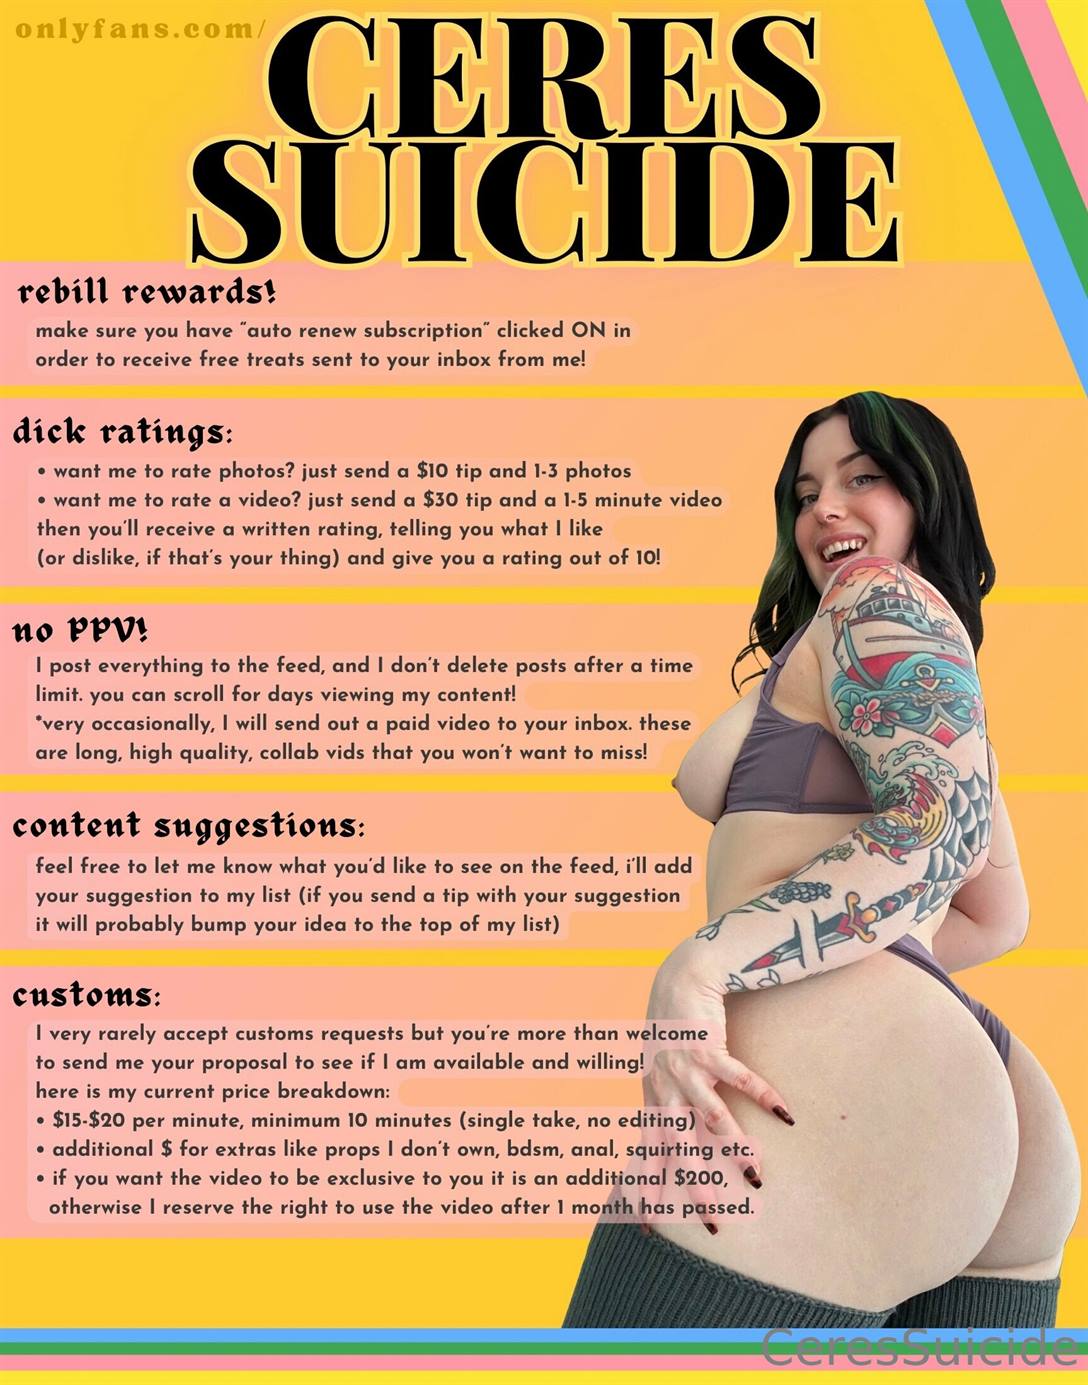 onlyfans.com/
CERES
SUICIDE
rebill rewards!
make sure you have "auto renew subscription" clicked ON in
order to receive free treats sent to your inbox from me!
dick ratings:
• want me to rate photos? just send a $10 tip and 1-3 photos
• want me to rate a video? just send a $30 tip and a 1-5 minute video
then you'll receive a written rating, telling you what I like
(or dislike, if that's your thing) and give you a rating out of 10!
no PPV!
I post everything to the feed, and I don't delete posts after a time
limit. you can scroll for days viewing my content!
*very occasionally, I will send out a paid video to your inbox. these
are long, high quality, collab vids that you won't want to miss!
content suggestions:
feel free to let me know what you'd like to see on the feed, i'll add
your suggestion to my list (if you send a tip with your suggestion
it will probably bump your idea to the top of my list)
customs:
I very rarely accept customs requests but you're more than welcome
to send me your proposal to see if I am available and willing!
here is my current price breakdown:
• $15-$20 per minute, minimum 10 minutes (single take, no editing)
• additional $ for extras like props I don't own, bdsm, anal, squirting etc.
• if you want the video to be exclusive to you it is an additional $200,
otherwise I reserve the right to use the video after 1 month has passed.
CeresSuicide